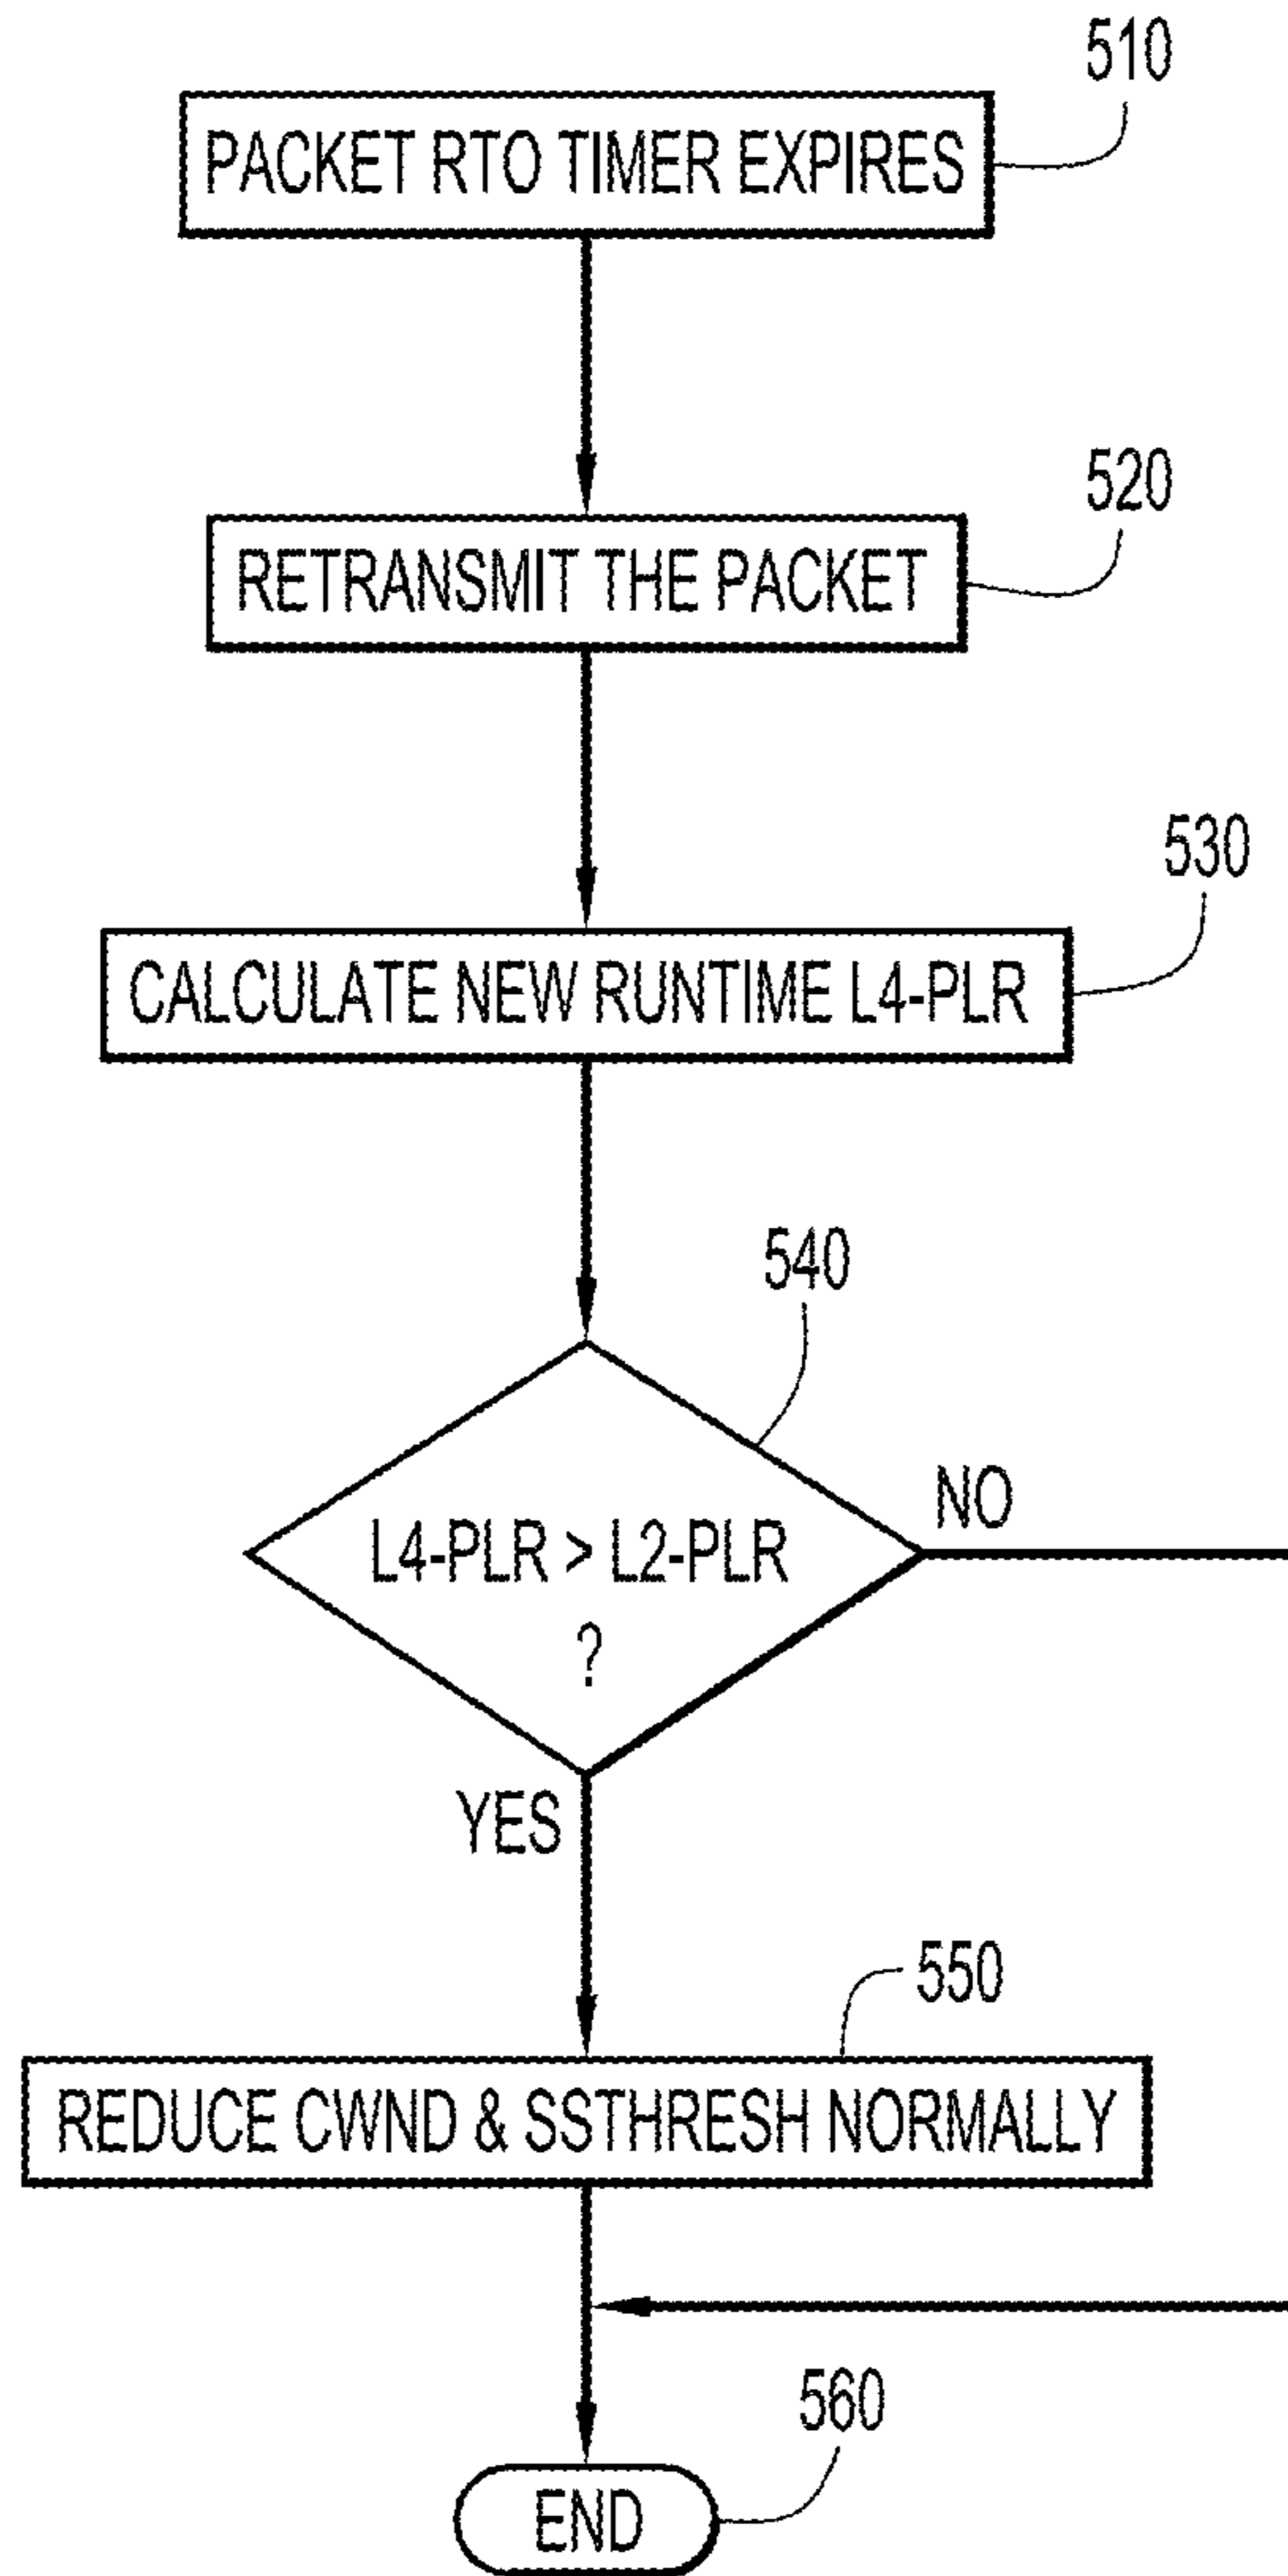 510
PACKET RTO TIMER EXPIRES
520
RETRANSMIT THE PACKET
530
CALCULATE NEW RUNTIME L4-PLR
540
NO
L4-PLR > L2-PLR
?
YES
550
REDUCE CWND & SSTHRESH NORMALLY
560
END